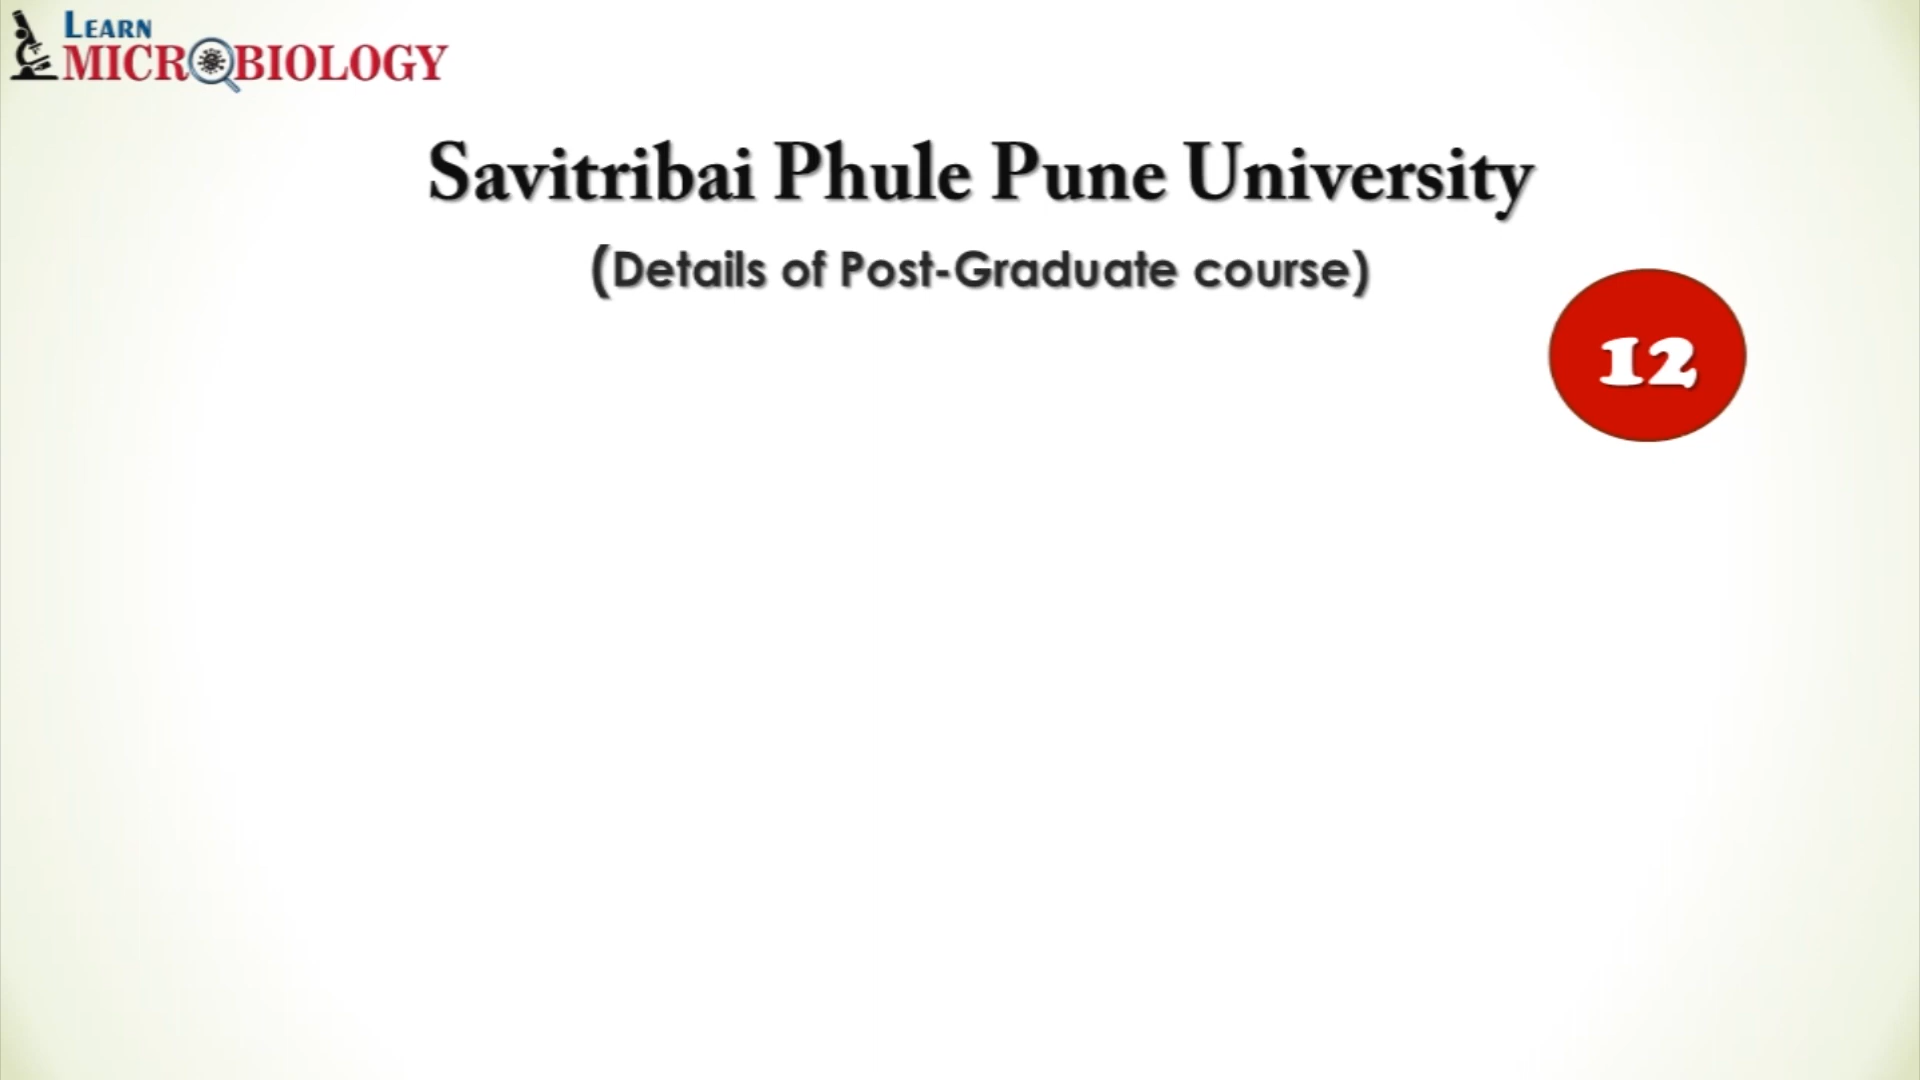 LEARN
MICROBIOLOGY
Savitribai Phule Pune University
(Details of Post-Graduate course)
12